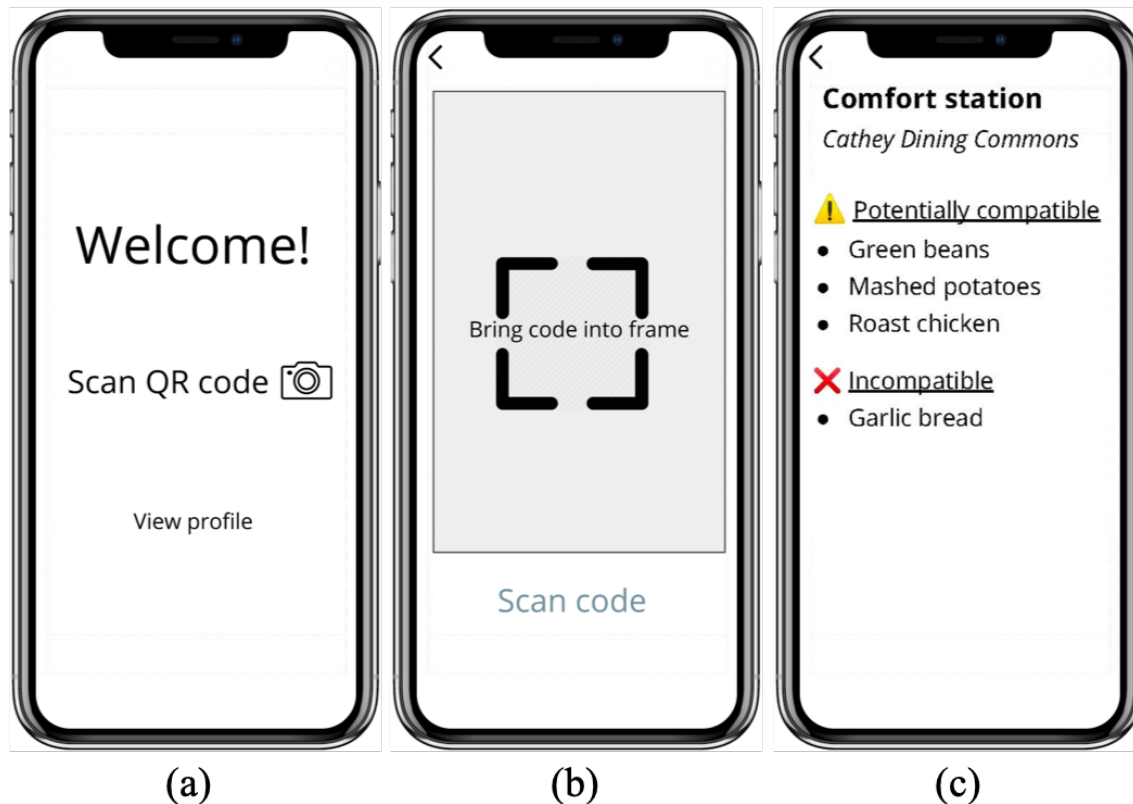 Welcome!
Scan QR code
View profile
(a)
Bring code into frame
Scan code
(b)
Comfort station
Cathey Dining Commons
Potentially compatible
• Green beans
• Mashed potatoes
• Roast chicken
Incompatible
• Garlic bread
(c)